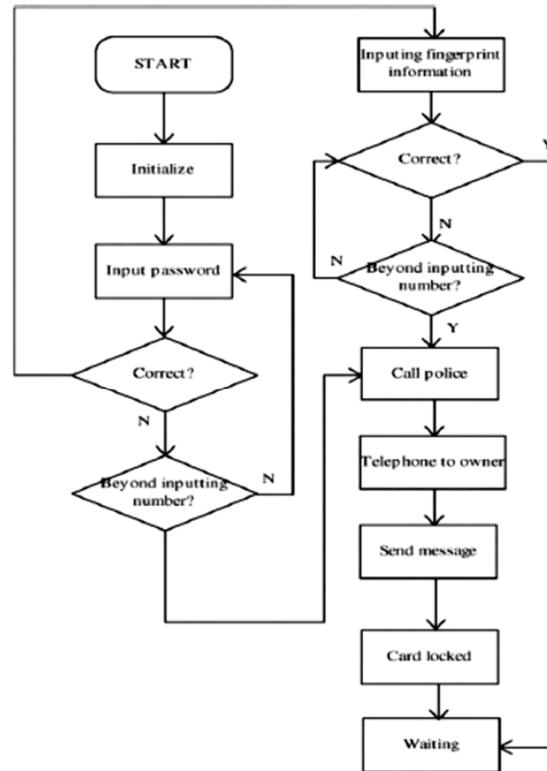 START
Initialize
Input password
Correct?
N
Beyond inputting
number?
N
Inputing fingerprint
information
Correct?
Y
N
N
Beyond inputting
number?
Y
Call police
Telephone to owner
Send message
Card locked
Waiting